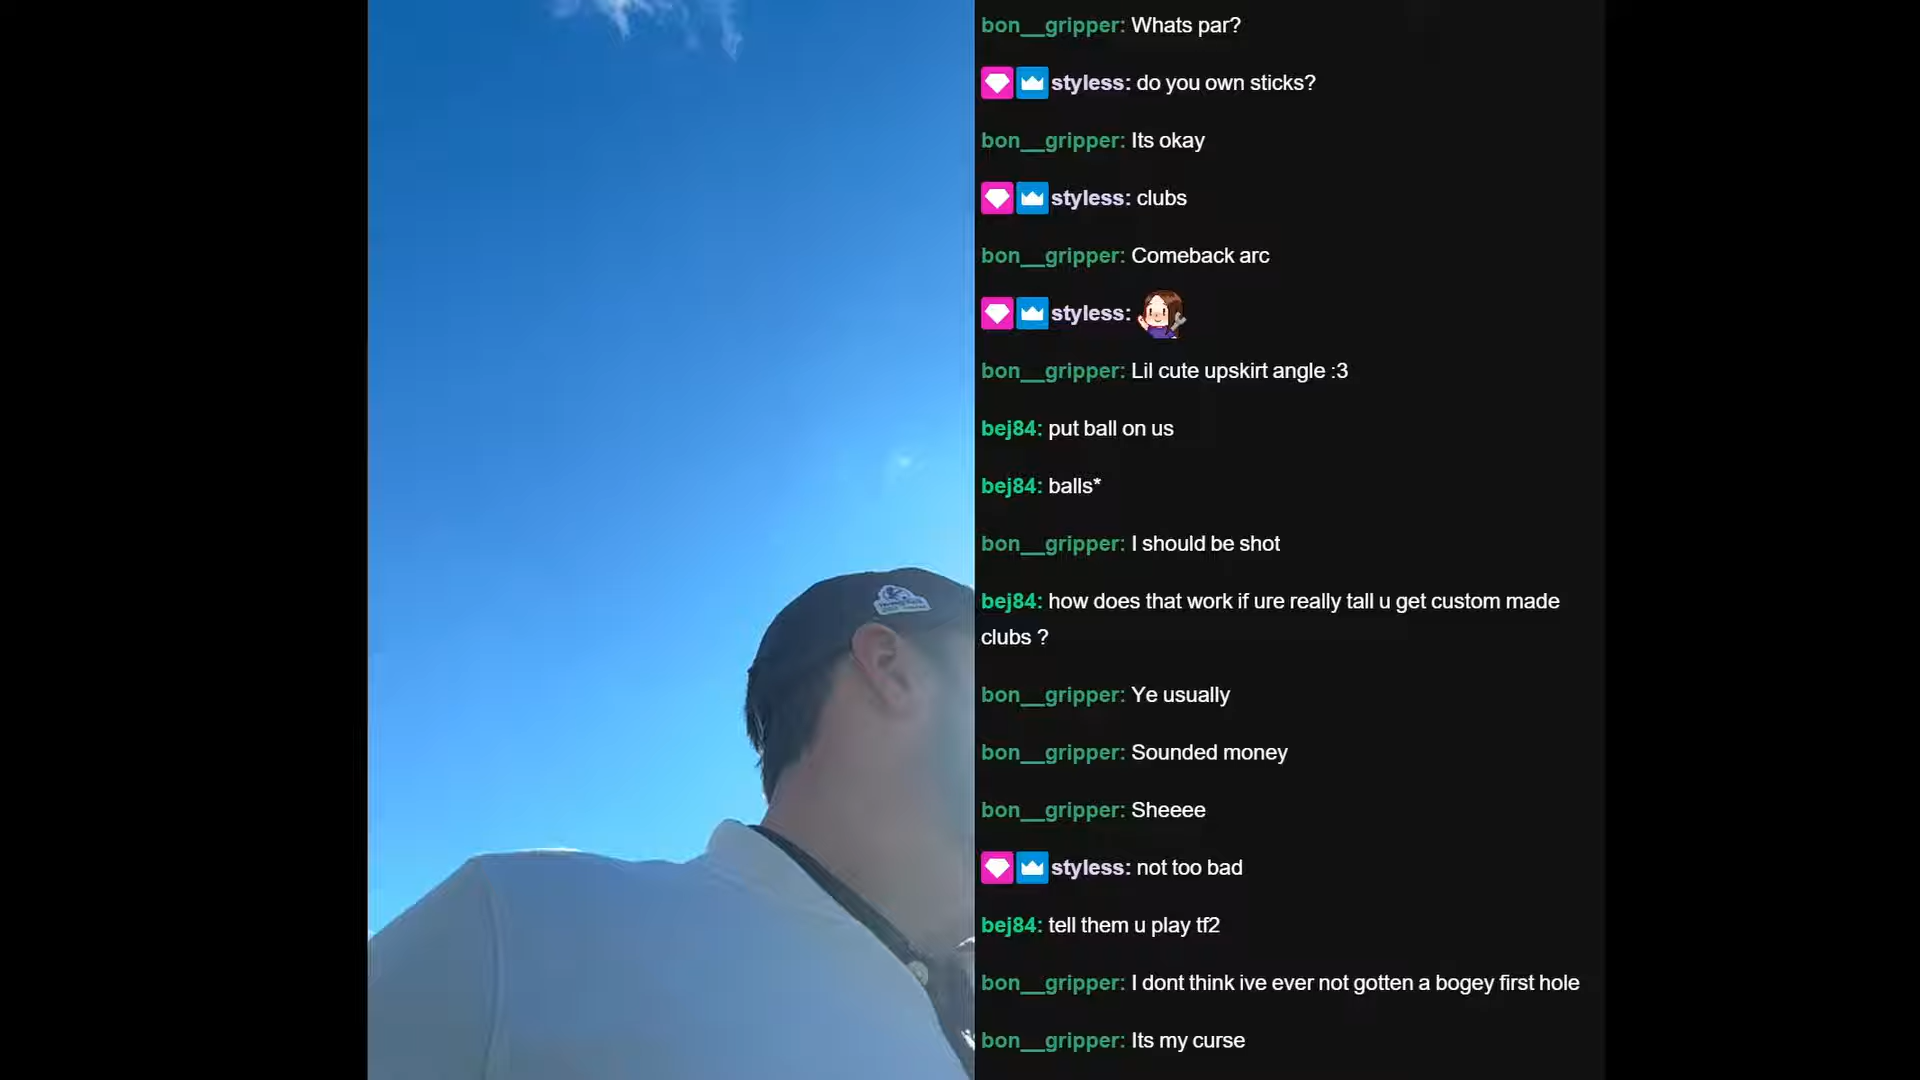 bon__gripper: Whats par?
styless: do you own sticks?
bon__gripper: Its okay
styless: clubs
bon__gripper: Comeback arc
styless:
bon__gripper: Lil cute upskirt angle :3
bej84: put ball on us
bej84: balls*
bon__gripper: I should be shot
bej84: how does that work if ure really tall u get custom made
clubs ?
bon__gripper: Ye usually
bon__gripper: Sounded money
bon__gripper: Sheeee
styless: not too bad
bej84: tell them u play tf2
bon__gripper: I dont think ive ever not gotten a bogey first hole
bon__gripper: Its my curse